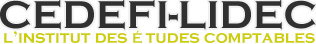 CEDEFI-LIDEC
L'INSTITUT DES É TUDES COMPTABLES